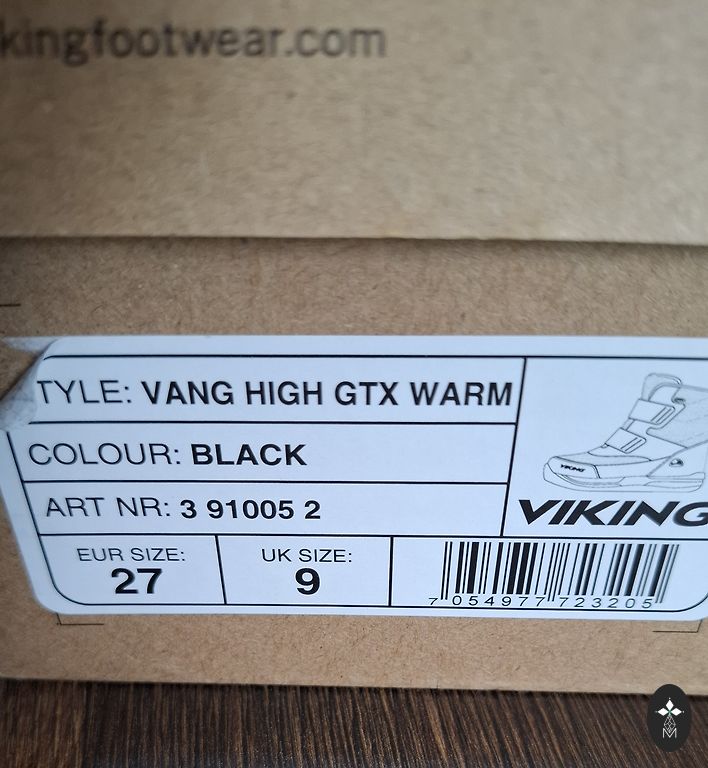 kingfootwear.com
TYLE: VANG HIGH GTX WARM
COLOUR: BLACK
ART NR: 3 91005 2
VIKING
VIKING
EUR SIZE:
27
UK SIZE:
9
7 054977 723205
M